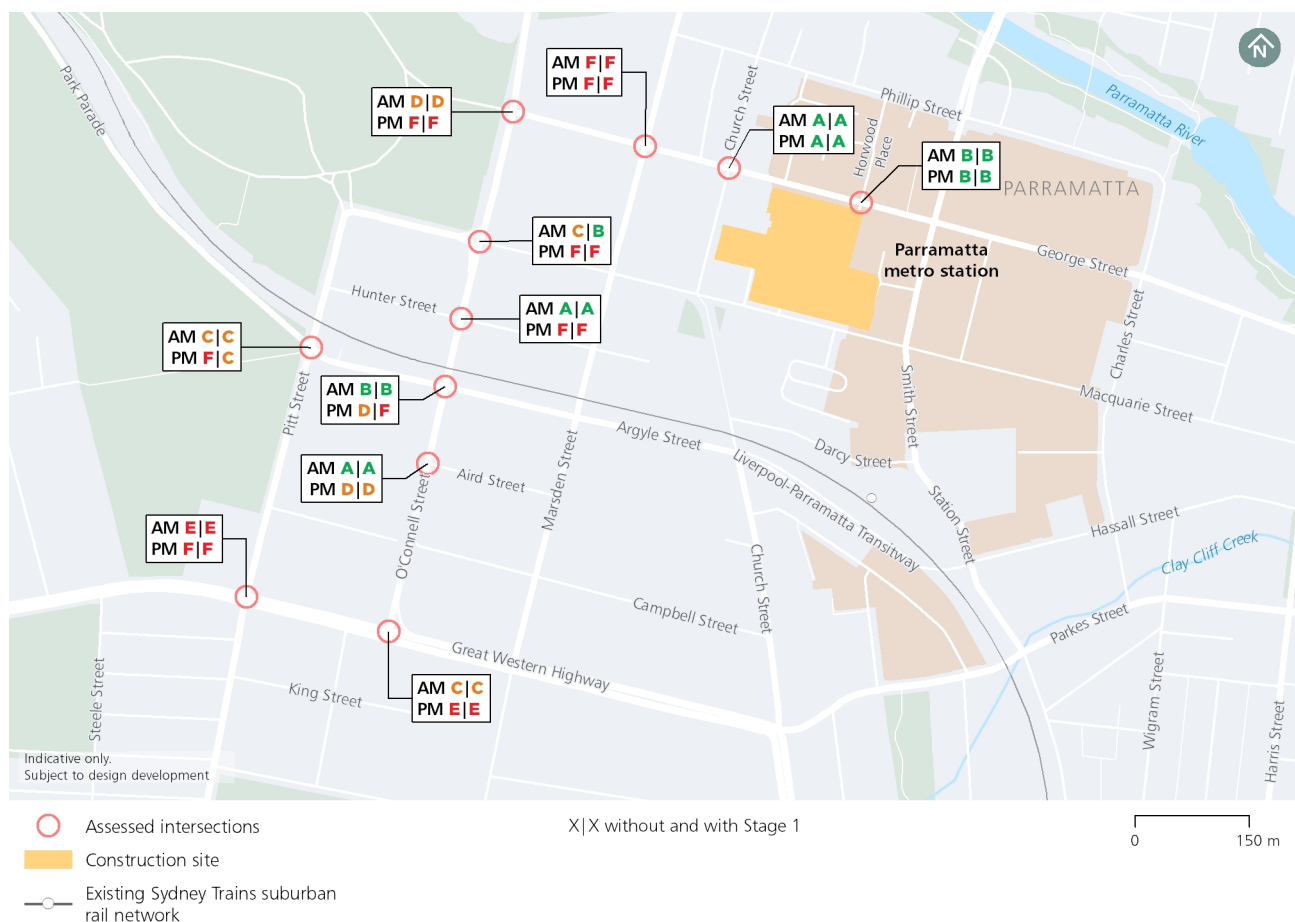 N
Park Parade
AM F|F
PM F|F
AM D|D
PM F|F
Church Street
Phillip Street
Parramatta River
AM A|A
PM A|A
Horwood
Place
AM B|B
PM B|B
PARRAMATTA
AM C|B
PM F|F
Parramatta
metro station
George Street
Hunter Street
AM A|A
PM F|F
AM C|C
PM F|C
Charles Street
Pitt Street
AM B|B
PM D|F
Smith Street
Macquarie Street
Argyle Street
Darcy Street
AM A|A
PM D|D
Aird Street
Marsden Street
Liverpool-Parramatta Transitway
Station Street
Hassall Street
O'Connell Street
AM E|E
PM F|F
Clay Cliff Creek
Church Street
Campbell Street
Parkes Street
Great Western Highway
Steele Street
King Street
AM C|C
PM E|E
Wigram Street
Harris Street
Indicative only.
Subject to design development
Assessed intersections
X|X without and with Stage 1
0 150 m
Construction site
Existing Sydney Trains suburban
rail network